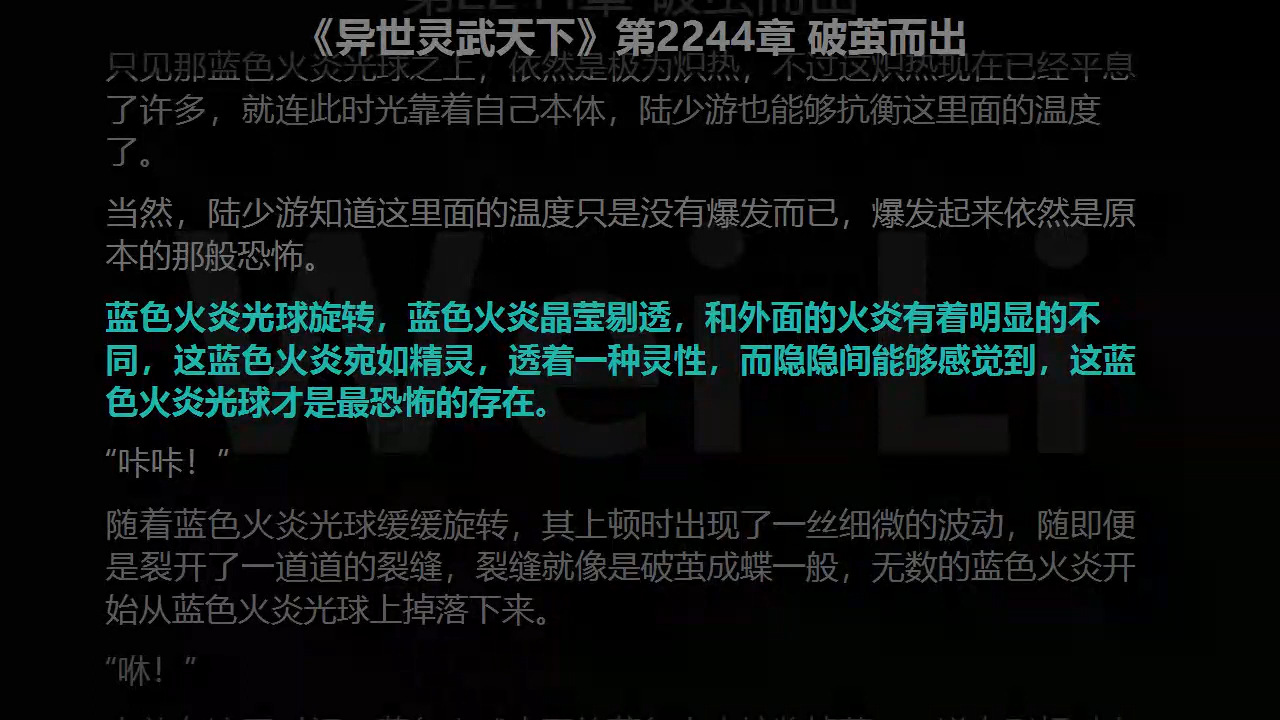 《异世灵武天下》第2244章 破茧而出
只见那蓝色火炎光球之上，依然是极为炽热，不过这炽热现在已经平息
了许多，就连此时光靠着自己本体，陆少游也能够抗衡这里面的温度
了。
当然，陆少游知道这里面的温度只是没有爆发而已，爆发起来依然是原
本的那般恐怖。
蓝色火炎光球旋转，蓝色火炎晶莹剔透，和外面的火炎有着明显的不
同，这蓝色火炎宛如精灵，透着一种灵性，而隐隐间能够感觉到，这蓝
色火炎光球才是最恐怖的存在。
“咔咔！”
随着蓝色火炎光球缓缓旋转，其上顿时出现了一丝细微的波动，随即便
是裂开了一道道的裂缝，裂缝就像是破茧成蝶一般，无数的蓝色火炎开
始从蓝色火炎光球上掉落下来。
“咻！”
Wei Li